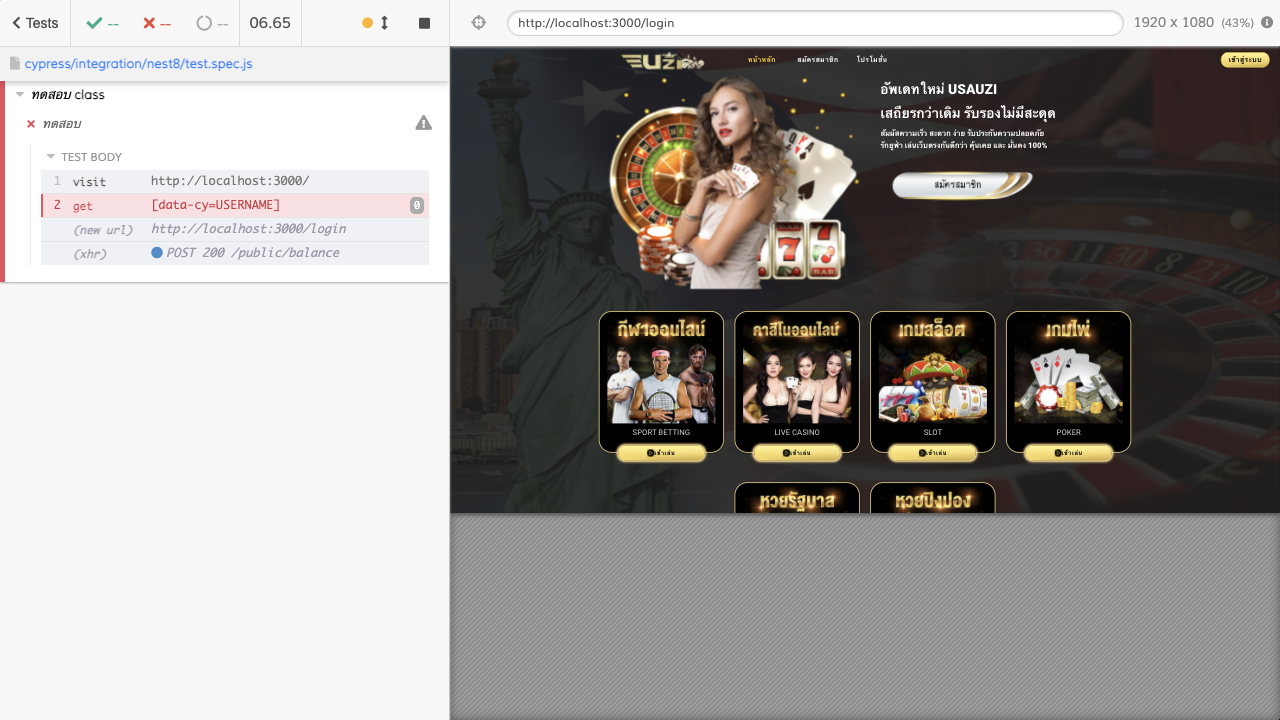 Tests
--
--
--
06.65
http://localhost:3000/login
1920 x 1080 (43%)
cypress/integration/nest8/test.spec.js
ทดสอบ class
ทดสอบ
TEST BODY
1 visit http://localhost:3000/
2 get [data-cy=USERNAME] 0
(new url) http://localhost:3000/login
(xhr) POST 200 /public/balance
UZI
หน้าหลัก สมัครสมาชิก โปรโมชั่น
เข้าสู่ระบบ
อัพเดทใหม่ USAUZI
เสถียรกว่าเดิม รับรองไม่มีสะดุด
สัมผัสความเร็ว สะดวก ง่าย รับประกันความปลอดภัย
รักยูฟ่า เล่นเว็บตรงกันดีกว่า คุ้นเคย และ มั่นคง 100%
สมัครสมาชิก
กีฬาออนไลน์ คาสิโนออนไลน์ เกมสล็อต เกมไพ่
SPORT BETTING LIVE CASINO SLOT POKER
เข้าเล่น เข้าเล่น เข้าเล่น เข้าเล่น
หวยรัฐบาล หวยปิงปอง